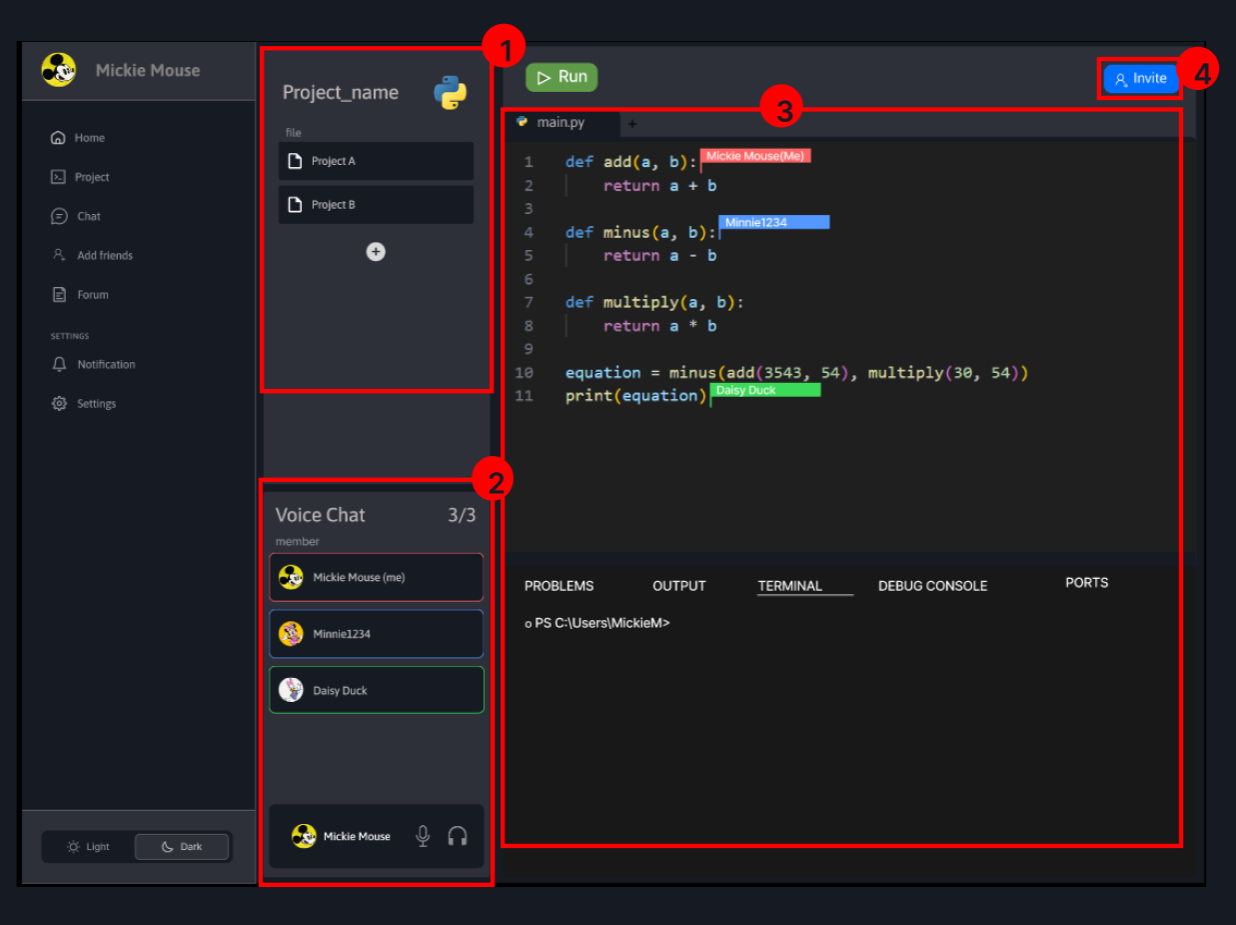 Mickie Mouse
Home
Project
Chat
Add friends
Forum
SETTINGS
Notification
Settings
Light
Dark
1
Project_name
file
Project A
Project B
+
2
Voice Chat 3/3
member
Mickie Mouse (me)
Minnie1234
Daisy Duck
Mickie Mouse
Run
4
Invite
3
main.py +
1 def add(a, b): Mickie Mouse(Me)
2 return a + b
3
4 def minus(a, b): Minnie1234
5 return a - b
6
7 def multiply(a, b):
8 return a * b
9
10 equation = minus(add(3543, 54), multiply(30, 54))
11 print(equation) Daisy Duck
PROBLEMS OUTPUT TERMINAL DEBUG CONSOLE PORTS
o PS C:\Users\MickieM>